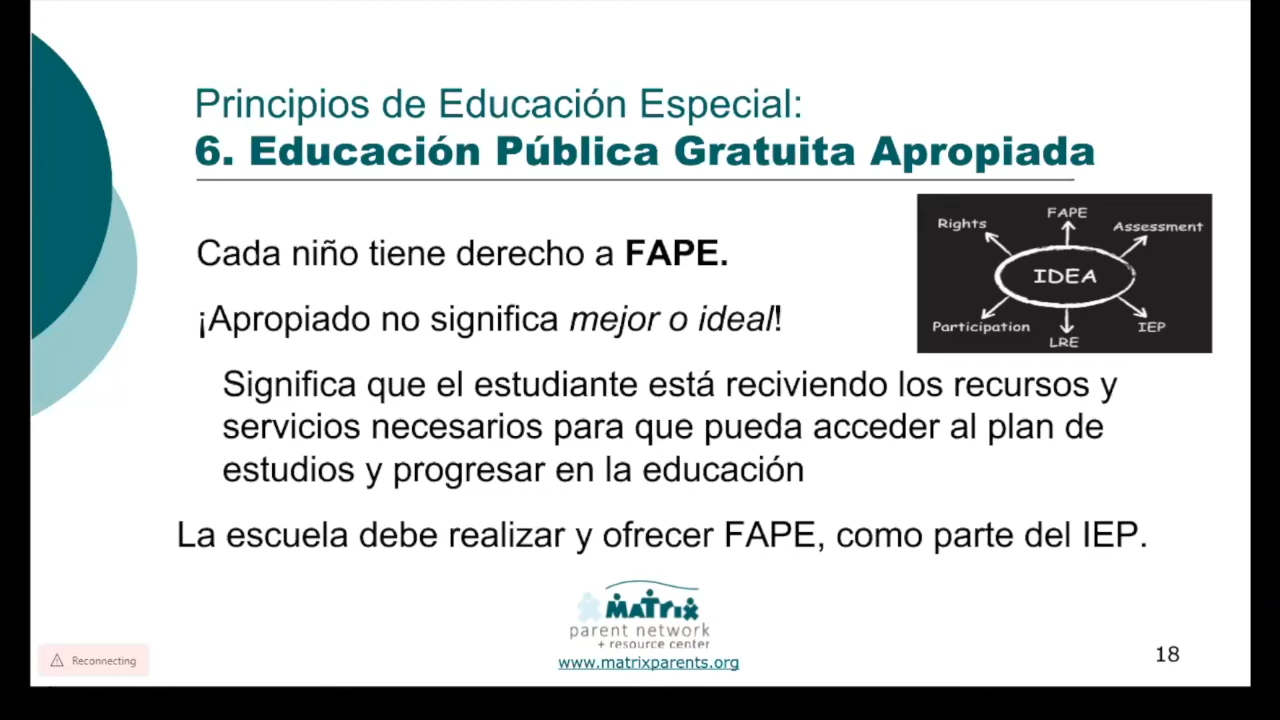 Principios de Educación Especial:
6. Educación Pública Gratuita Apropiada
Cada niño tiene derecho a FAPE.
¡Apropiado no significa mejor o ideal!
Significa que el estudiante está reciviendo los recursos y
servicios necesarios para que pueda acceder al plan de
estudios y progresar en la educación
La escuela debe realizar y ofrecer FAPE, como parte del IEP.
Rights
FAPE
Assessment
IDEA
Participation
LRE
IEP
MATRIX
parent network
+ resource center
www.matrixparents.org
18
Reconnecting